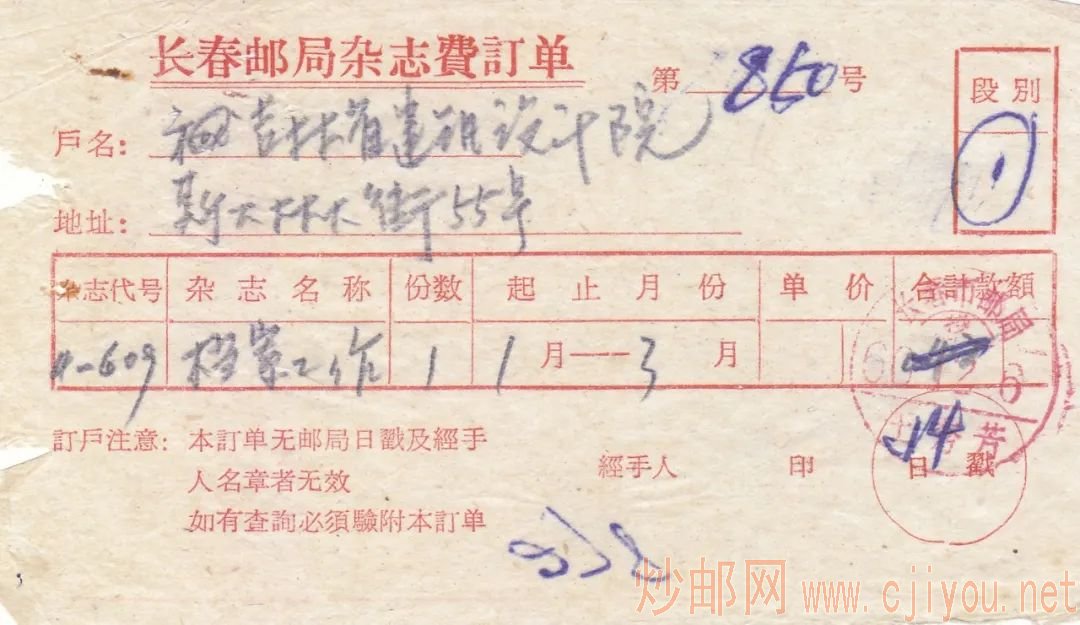 长春邮局杂志費訂单
第 860 号
段別
1
戶名: 吉林省建筑设计院
地址: 斯大林大街55号
杂志代号 杂志名称 份数 起止月份 单价 合計款額
11-609 档案工作 1 1月——3月
訂戶注意: 本訂单无邮局日戳及經手
人名章者无效
如有查詢必須驗附本訂单
經手人 印 日戳
.14
炒邮网 www.cjiyou.net